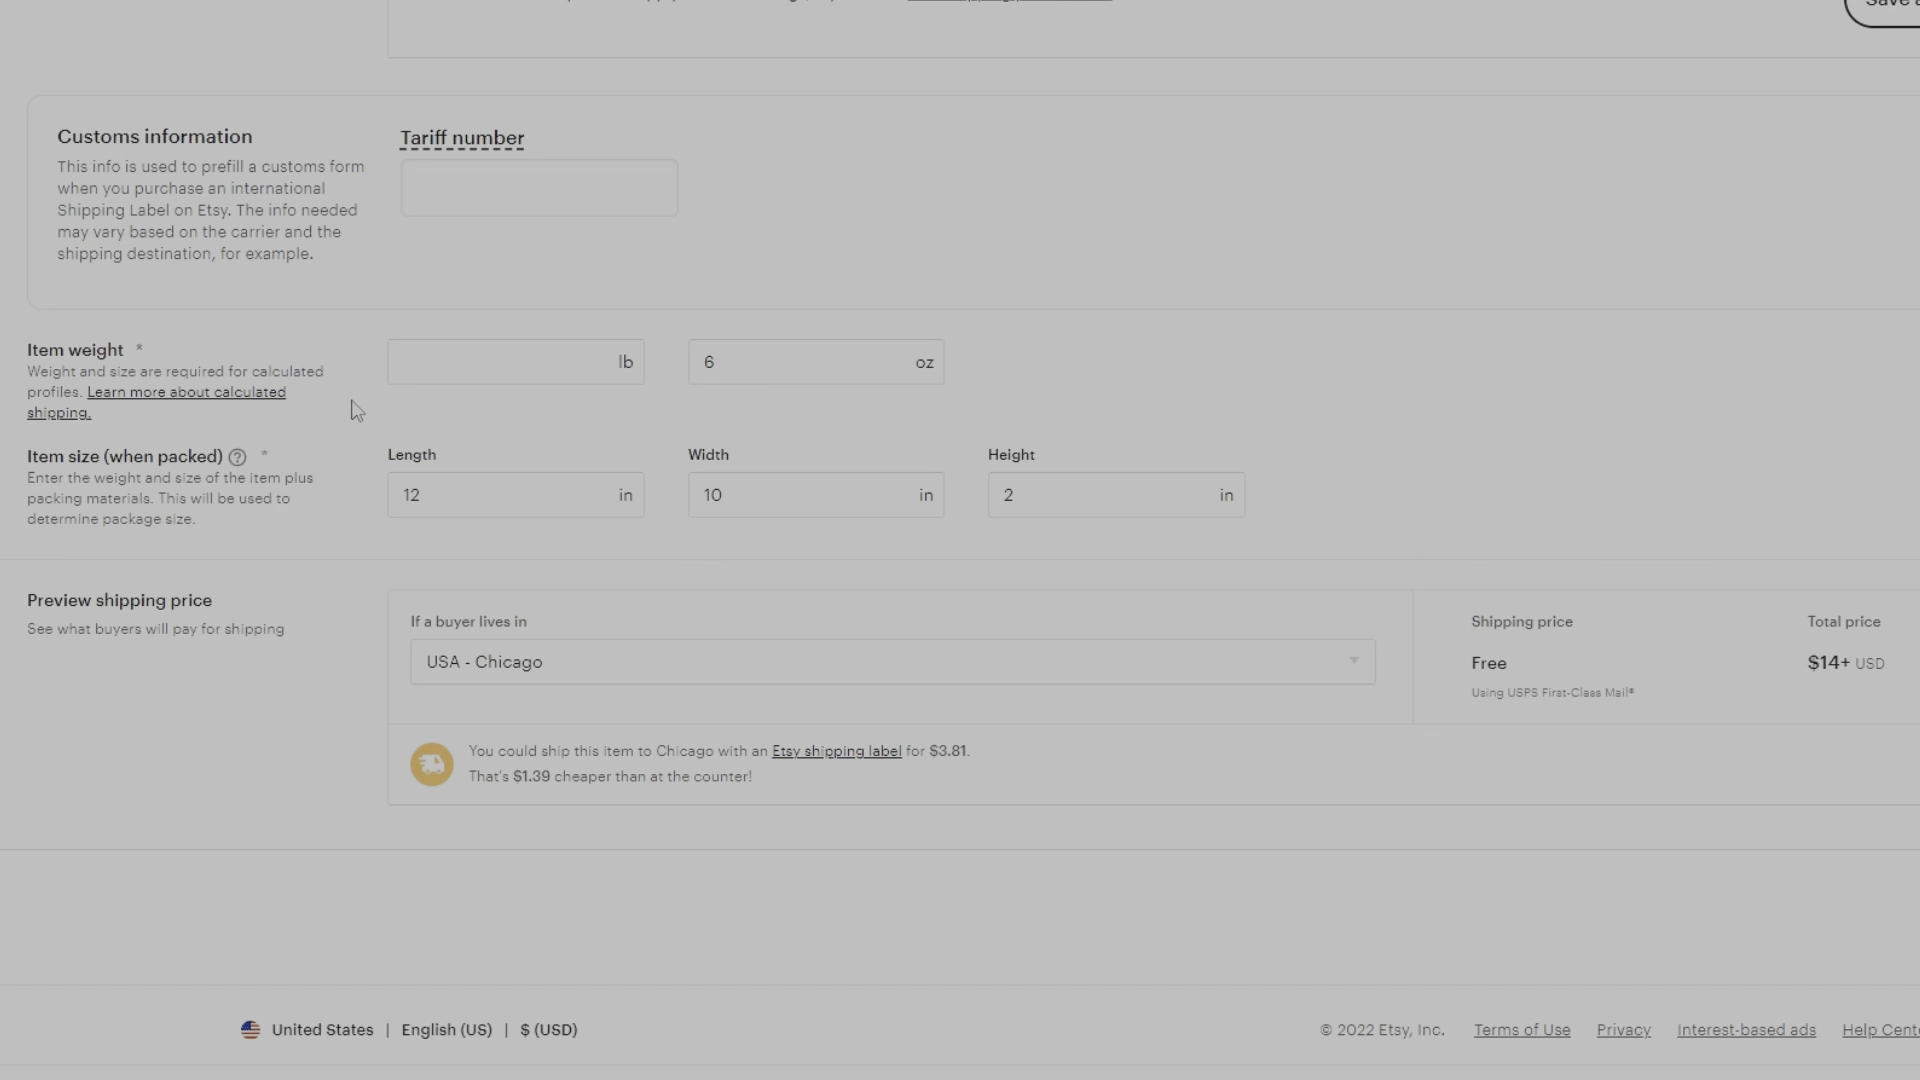 Customs information
This info is used to prefill a customs form
when you purchase an international
Shipping Label on Etsy. The info needed
may vary based on the carrier and the
shipping destination, for example.
Tariff number
Item weight *
Weight and size are required for calculated
profiles. Learn more about calculated
shipping.
lb
6 oz
Item size (when packed) ? *
Enter the weight and size of the item plus
packing materials. This will be used to
determine package size.
Length
12 in
Width
10 in
Height
2 in
Preview shipping price
See what buyers will pay for shipping
If a buyer lives in
USA - Chicago
Shipping price
Free
Using USPS First-Class Mail®
Total price
$14+ USD
You could ship this item to Chicago with an Etsy shipping label for $3.81.
That's $1.39 cheaper than at the counter!
United States | English (US) | $ (USD)
© 2022 Etsy, Inc. Terms of Use Privacy Interest-based ads Help Cent